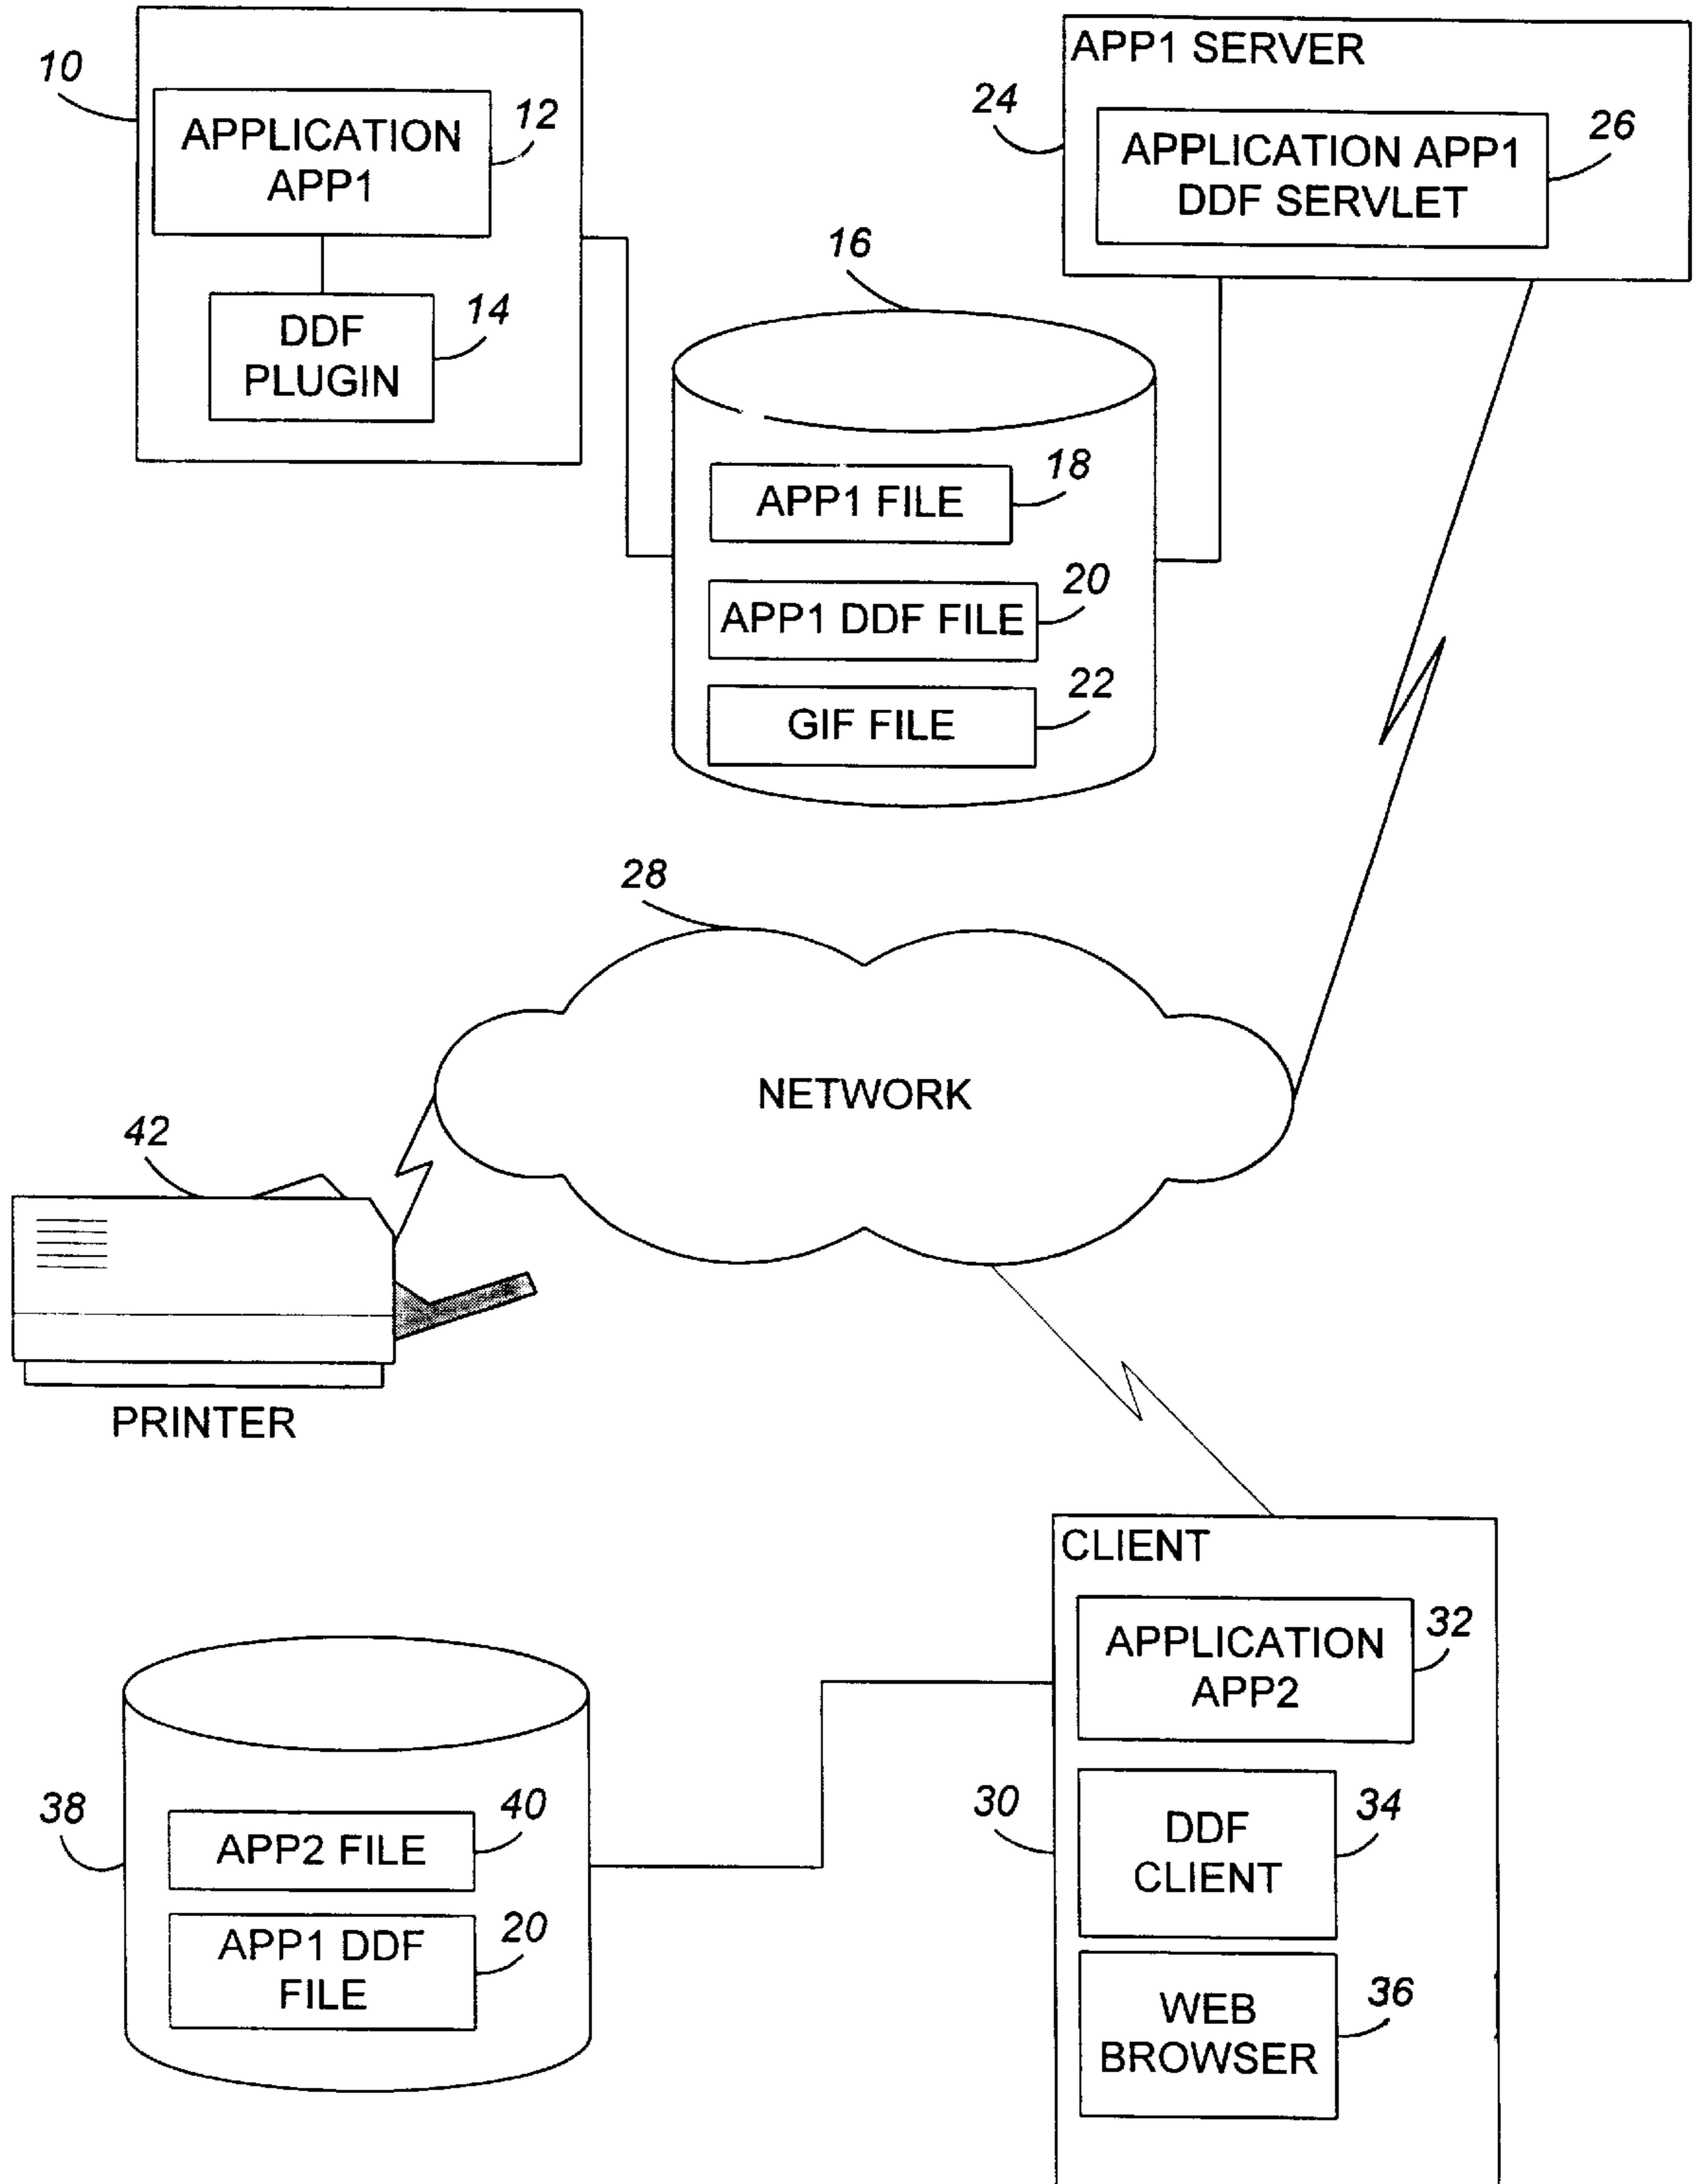 10
APPLICATION
APP1
12
DDF
PLUGIN
14
APP1 SERVER
24
APPLICATION APP1
DDF SERVLET
26
16
APP1 FILE
18
APP1 DDF FILE
20
GIF FILE
22
28
NETWORK
42
PRINTER
CLIENT
APPLICATION
APP2
32
30
DDF
CLIENT
34
WEB
BROWSER
36
38
APP2 FILE
40
APP1 DDF
FILE
20